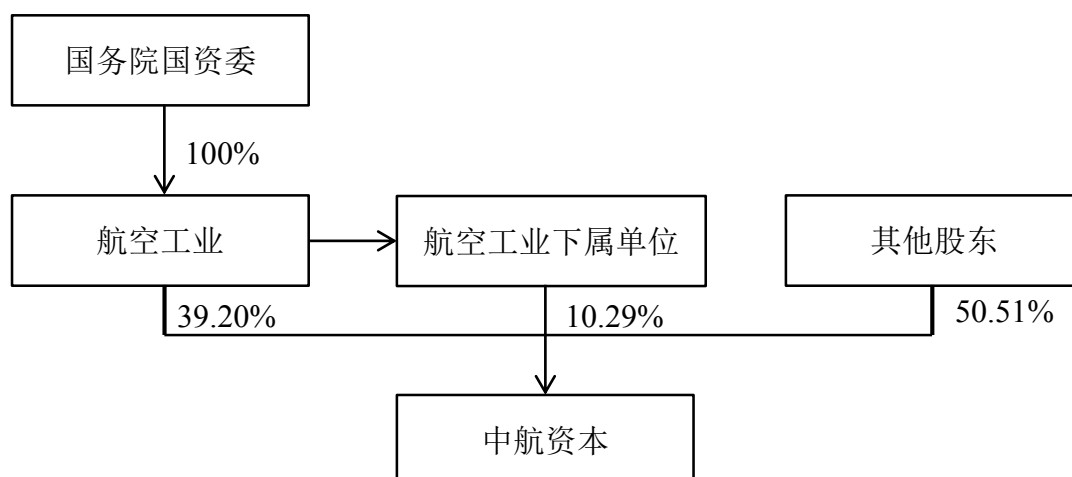 国务院国资委
100%
航空工业
航空工业下属单位
其他股东
39.20%
10.29%
50.51%
中航资本